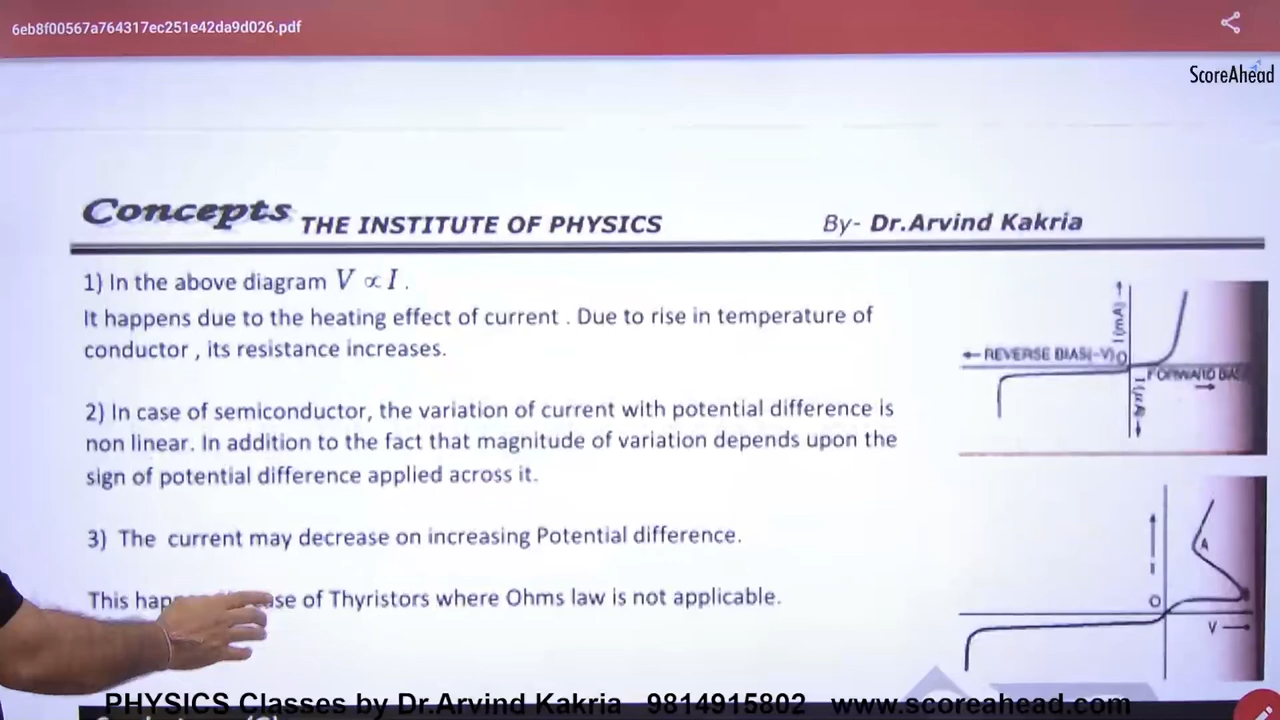 6eb8f00567a764317ec251e42da9d026.pdf
ScoreAhead
Concepts THE INSTITUTE OF PHYSICS By- Dr.Arvind Kakria
1) In the above diagram V ∝ I .
It happens due to the heating effect of current . Due to rise in temperature of
conductor , its resistance increases.
I (mA)
REVERSE BIAS(-V) O
FORWARD
I (μA)
2) In case of semiconductor, the variation of current with potential difference is
non linear. In addition to the fact that magnitude of variation depends upon the
sign of potential difference applied across it.
3) The current may decrease on increasing Potential difference.
This of Thyristors where Ohms law is not applicable.
A
I
O
V
PHYSICS Classes by Dr.Arvind Kakria 9814915802 www.scoreahead.com